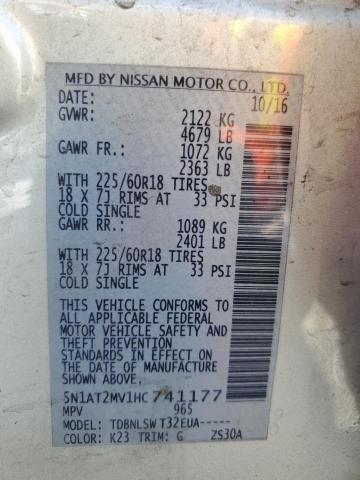 MFD BY NISSAN MOTOR CO., LTD.
DATE: 10/16
GVWR: 2122 KG
4679 LB
GAWR FR.: 1072 KG
2363 LB
WITH 225/60R18 TIRES
18 X 7J RIMS AT 33 PSI
COLD SINGLE
GAWR RR.: 1089 KG
2401 LB
WITH 225/60R18 TIRES
18 X 7J RIMS AT 33 PSI
COLD SINGLE
THIS VEHICLE CONFORMS TO
ALL APPLICABLE FEDERAL
MOTOR VEHICLE SAFETY AND
THEFT PREVENTION
STANDARDS IN EFFECT ON
THE DATE OF MANUFACTURE
SHOWN ABOVE.
5N1AT2MV1HC741177
MPV 965
TDBNLSWT32EUA-----
COLOR: K23 TRIM: G ZS30A